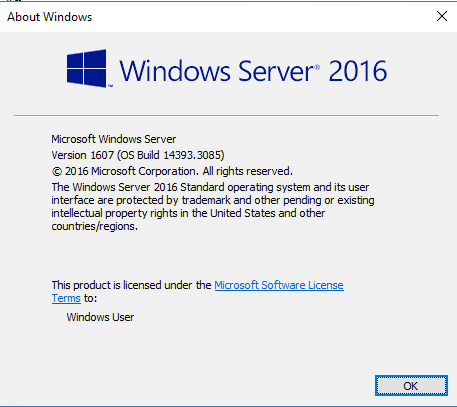 About Windows
Windows Server® 2016
Microsoft Windows Server
Version 1607 (OS Build 14393.3085)
© 2016 Microsoft Corporation. All rights reserved.
The Windows Server 2016 Standard operating system and its user
interface are protected by trademark and other pending or existing
intellectual property rights in the United States and other
countries/regions.
This product is licensed under the Microsoft Software License
Terms to:
Windows User
OK